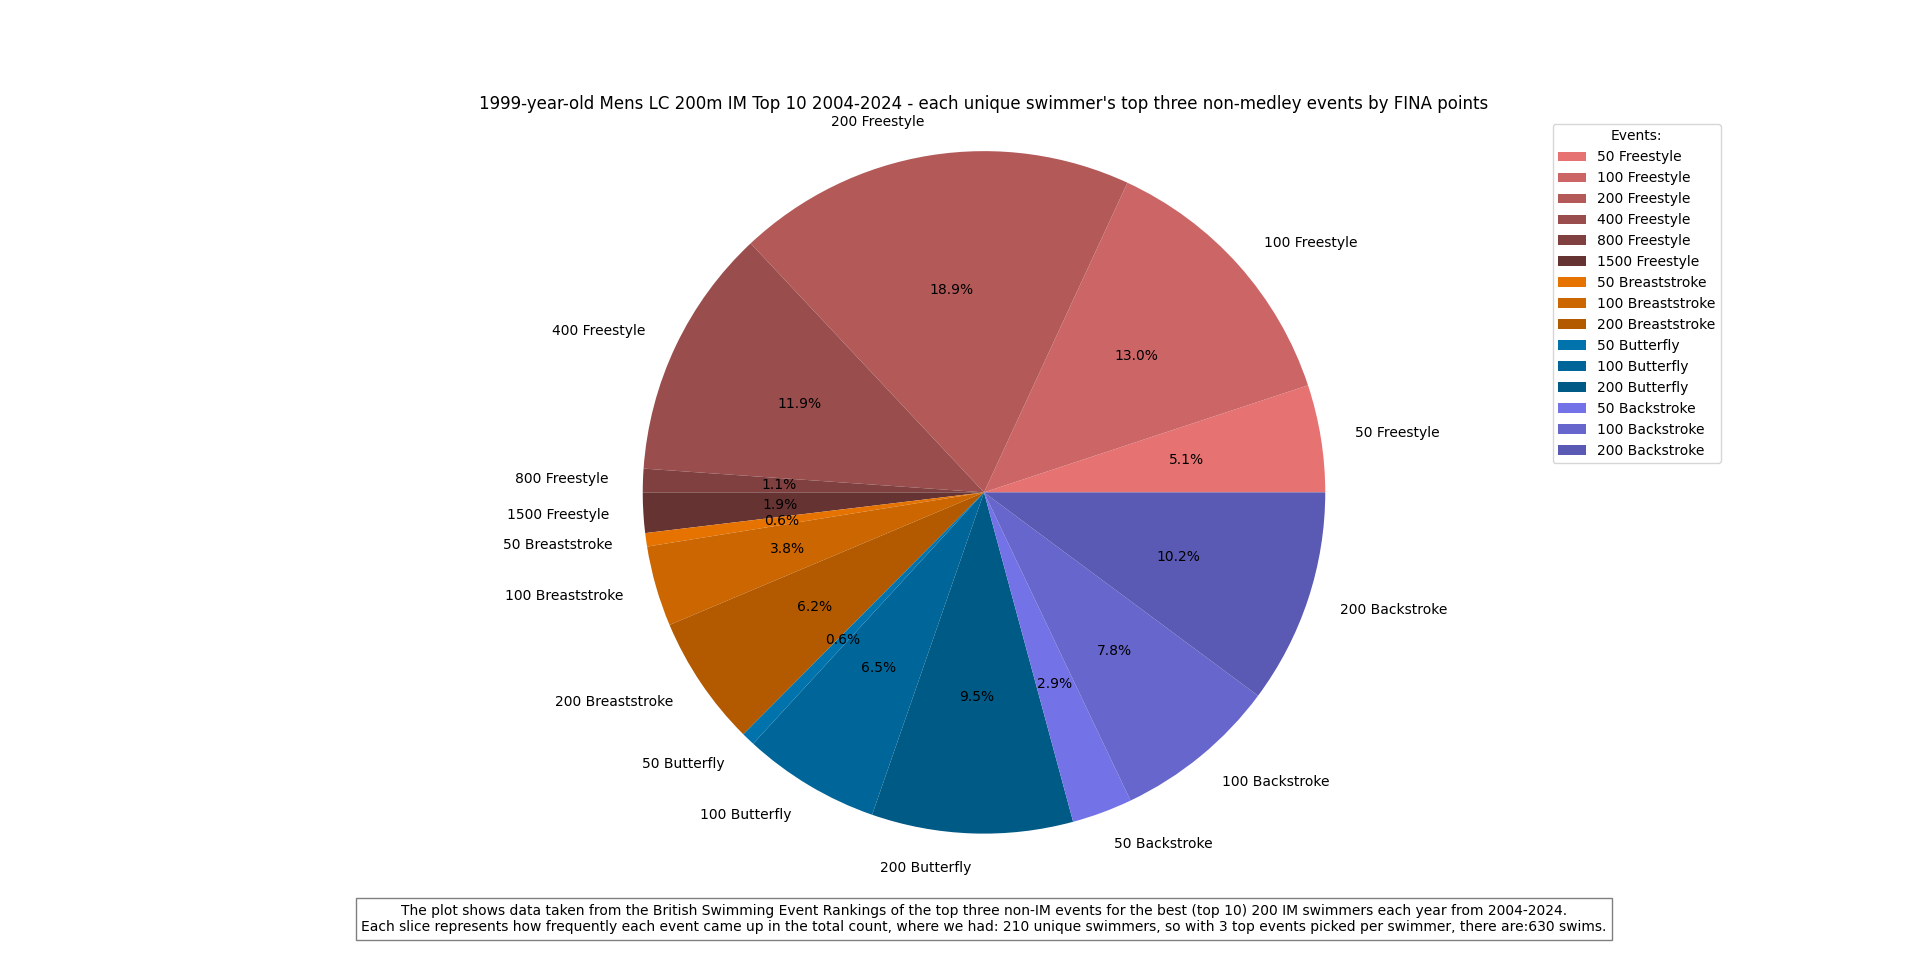 1999-year-old Mens LC 200m IM Top 10 2004-2024 - each unique swimmer's top three non-medley events by FINA points
200 Freestyle
100 Freestyle
50 Freestyle
400 Freestyle
800 Freestyle
1500 Freestyle
50 Breaststroke
100 Breaststroke
200 Breaststroke
50 Butterfly
100 Butterfly
200 Butterfly
50 Backstroke
100 Backstroke
200 Backstroke
18.9%
13.0%
5.1%
11.9%
1.1%
1.9%
0.6%
3.8%
6.2%
0.6%
6.5%
9.5%
2.9%
7.8%
10.2%
Events:
50 Freestyle
100 Freestyle
200 Freestyle
400 Freestyle
800 Freestyle
1500 Freestyle
50 Breaststroke
100 Breaststroke
200 Breaststroke
50 Butterfly
100 Butterfly
200 Butterfly
50 Backstroke
100 Backstroke
200 Backstroke
The plot shows data taken from the British Swimming Event Rankings of the top three non-IM events for the best (top 10) 200 IM swimmers each year from 2004-2024.
Each slice represents how frequently each event came up in the total count, where we had: 210 unique swimmers, so with 3 top events picked per swimmer, there are:630 swims.